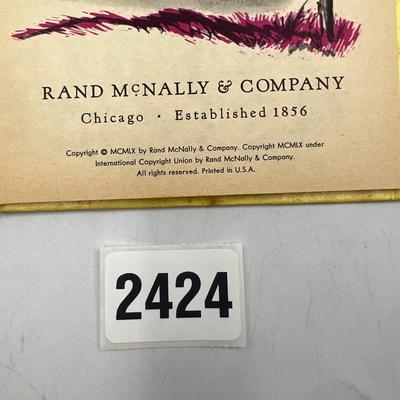 RAND McNALLY & COMPANY
Chicago • Established 1856
Copyright © MCMLX by Rand McNally & Company. Copyright MCMLX under
International Copyright Union by Rand McNally & Company.
All rights reserved. Printed in U.S.A.
2424